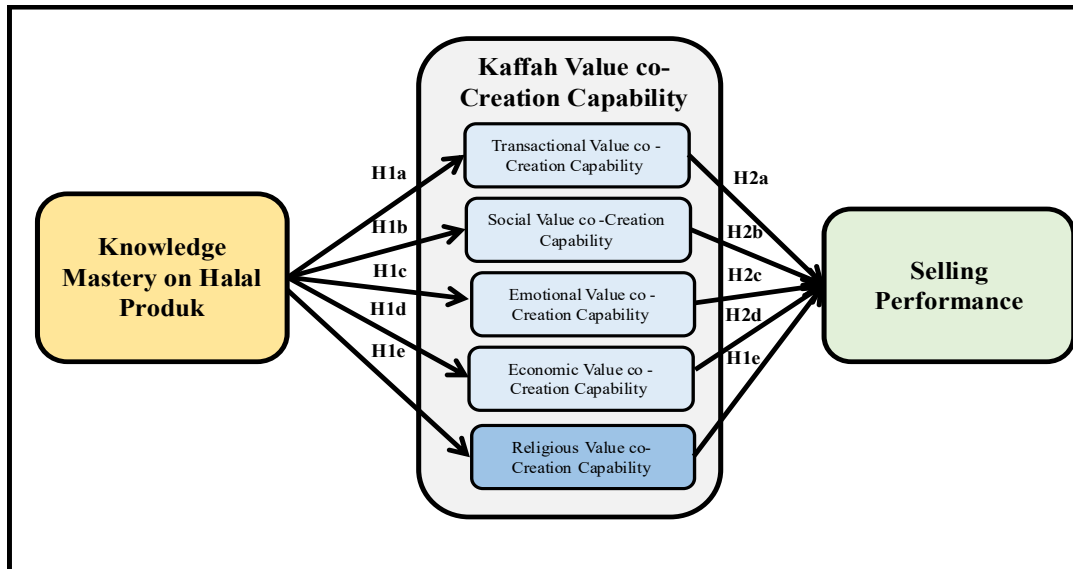 Kaffah Value co-
Creation Capability
Transactional Value co -
Creation Capability
H1a
H2a
Social Value co -Creation
Capability
H1b
H2b
Knowledge
Mastery on Halal
Produk
H1c
H2c
Emotional Value co -
Creation Capability
Selling
Performance
H1d
H2d
Economic Value co -
Creation Capability
H1e
H1e
Religious Value co-
Creation Capability